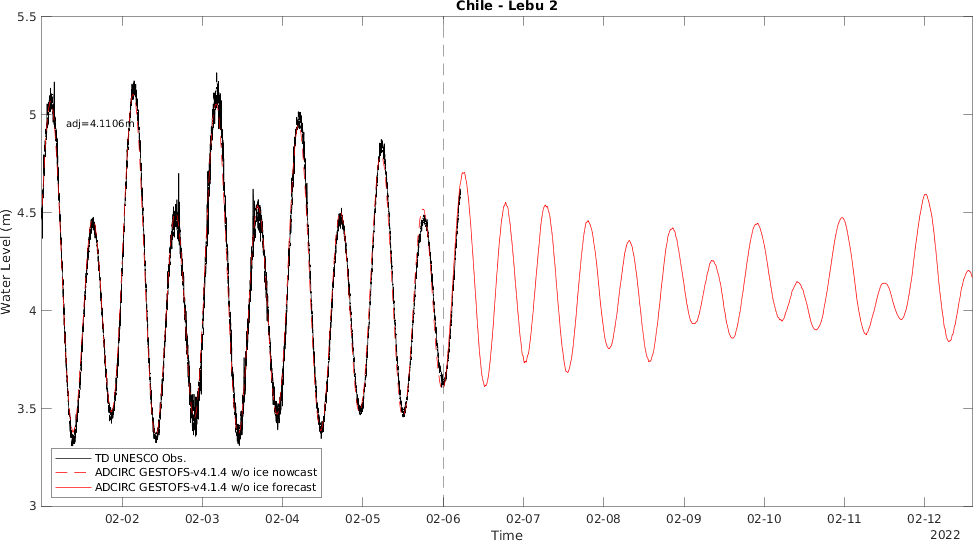 Chile - Lebu 2
5.5
5
4.5
4
3.5
3
Water Level (m)
adj=4.1106m
TD UNESCO Obs.
ADCIRC GESTOFS-v4.1.4 w/o ice nowcast
ADCIRC GESTOFS-v4.1.4 w/o ice forecast
02-02 02-03 02-04 02-05 02-06 02-07 02-08 02-09 02-10 02-11 02-12
Time
2022